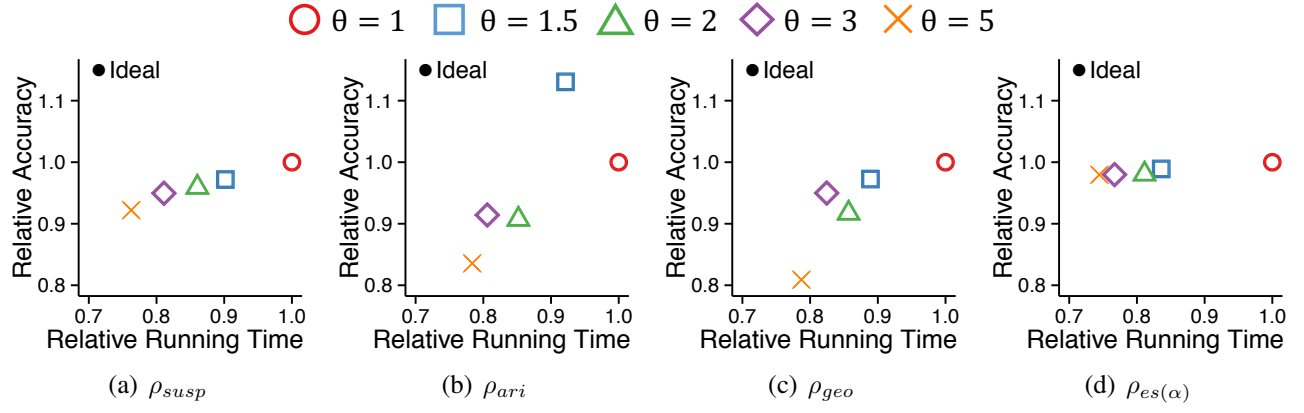 θ = 1 θ = 1.5 θ = 2 θ = 3 θ = 5
Relative Accuracy
1.1
1.0
0.9
0.8
Ideal
0.7 0.8 0.9 1.0
Relative Running Time
(a) ρsusp
Relative Accuracy
1.1
1.0
0.9
0.8
Ideal
0.7 0.8 0.9 1.0
Relative Running Time
(b) ρari
Relative Accuracy
1.1
1.0
0.9
0.8
Ideal
0.7 0.8 0.9 1.0
Relative Running Time
(c) ρgeo
Relative Accuracy
1.1
1.0
0.9
0.8
Ideal
0.7 0.8 0.9 1.0
Relative Running Time
(d) ρes(α)